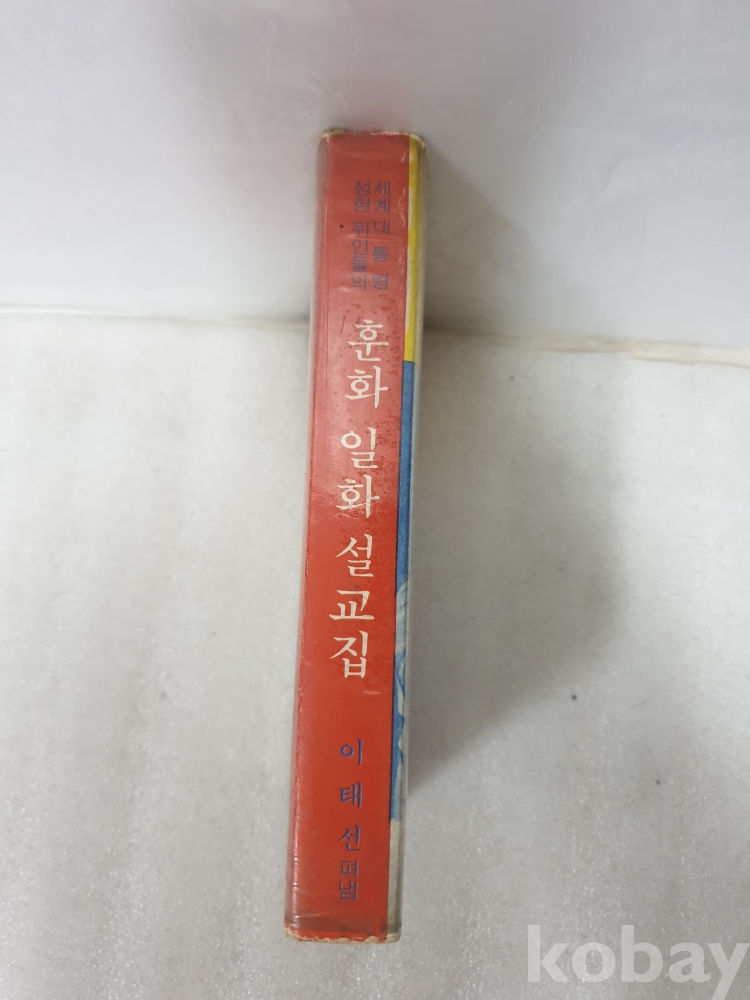 세계 대통령
성현 위인들의
훈화 일화 설교집
이태선 펴냄
kobay